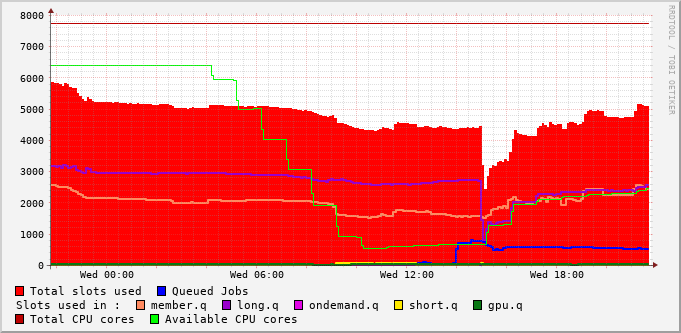 8000
7000
6000
5000
4000
3000
2000
1000
0
Wed 00:00 Wed 06:00 Wed 12:00 Wed 18:00
RRDTOOL / TOBI OETIKER
Total slots used Queued Jobs
Slots used in : member.q long.q ondemand.q short.q gpu.q
Total CPU cores Available CPU cores